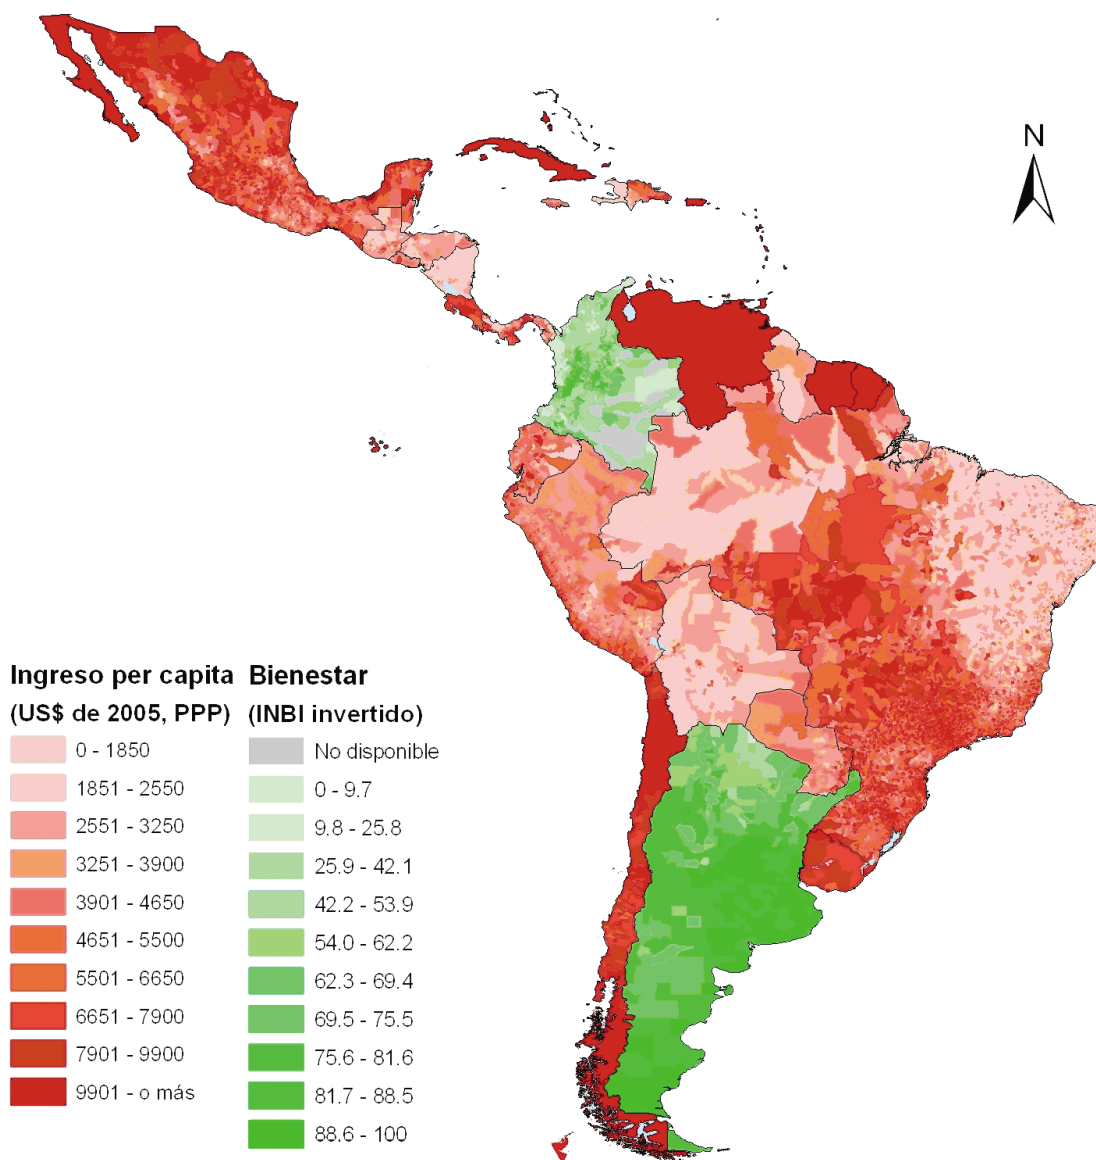 N
Ingreso per capita
(US$ de 2005, PPP)
0 - 1850
1851 - 2550
2551 - 3250
3251 - 3900
3901 - 4650
4651 - 5500
5501 - 6650
6651 - 7900
7901 - 9900
9901 - o más
Bienestar
(INBI invertido)
No disponible
0 - 9.7
9.8 - 25.8
25.9 - 42.1
42.2 - 53.9
54.0 - 62.2
62.3 - 69.4
69.5 - 75.5
75.6 - 81.6
81.7 - 88.5
88.6 - 100